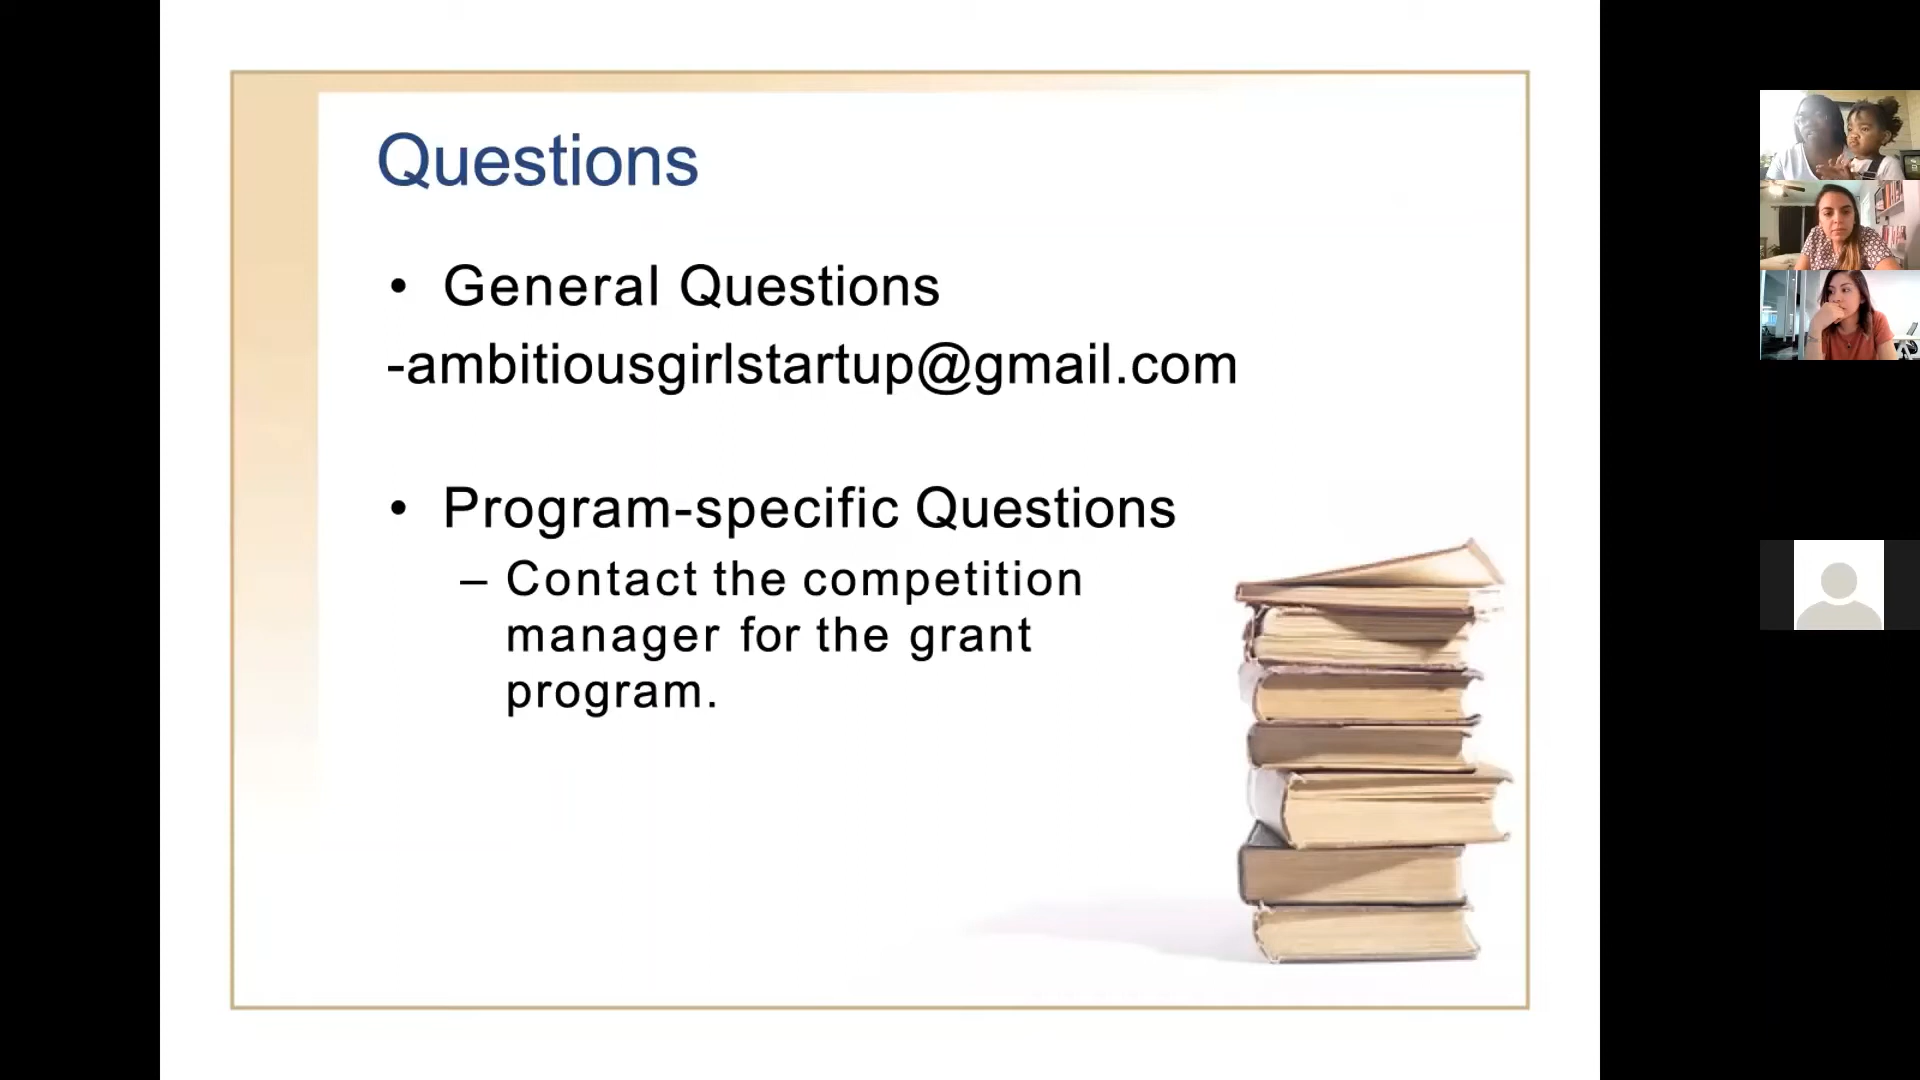 Questions
• General Questions
-ambitiousgirlstartup@gmail.com
• Program-specific Questions
– Contact the competition
manager for the grant
program.